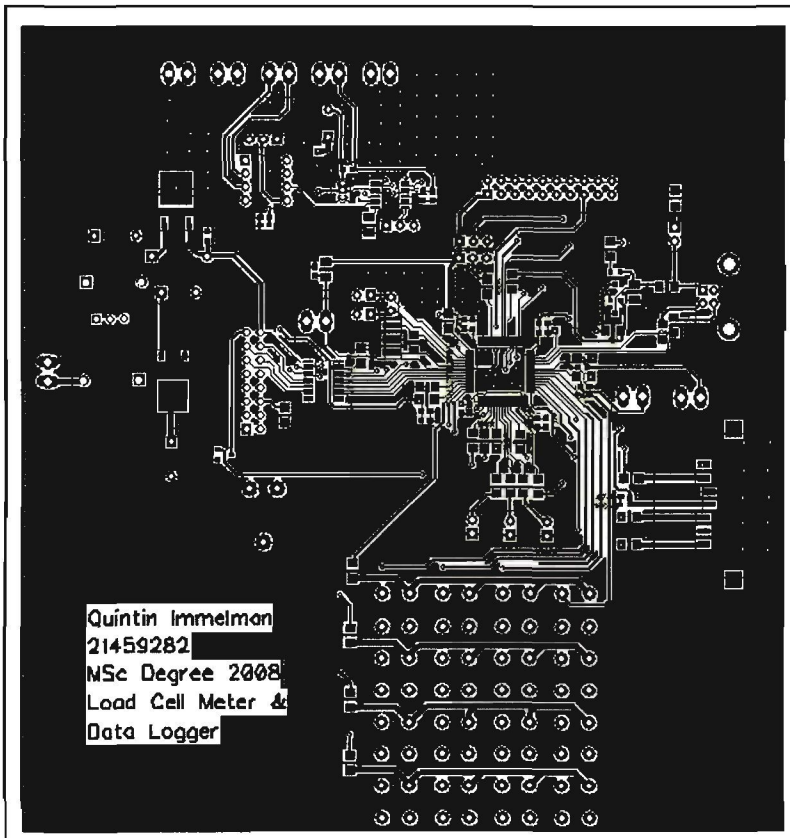 Quintin Immelman
21459282
MSc Degree 2008
Load Cell Meter &
Data Logger